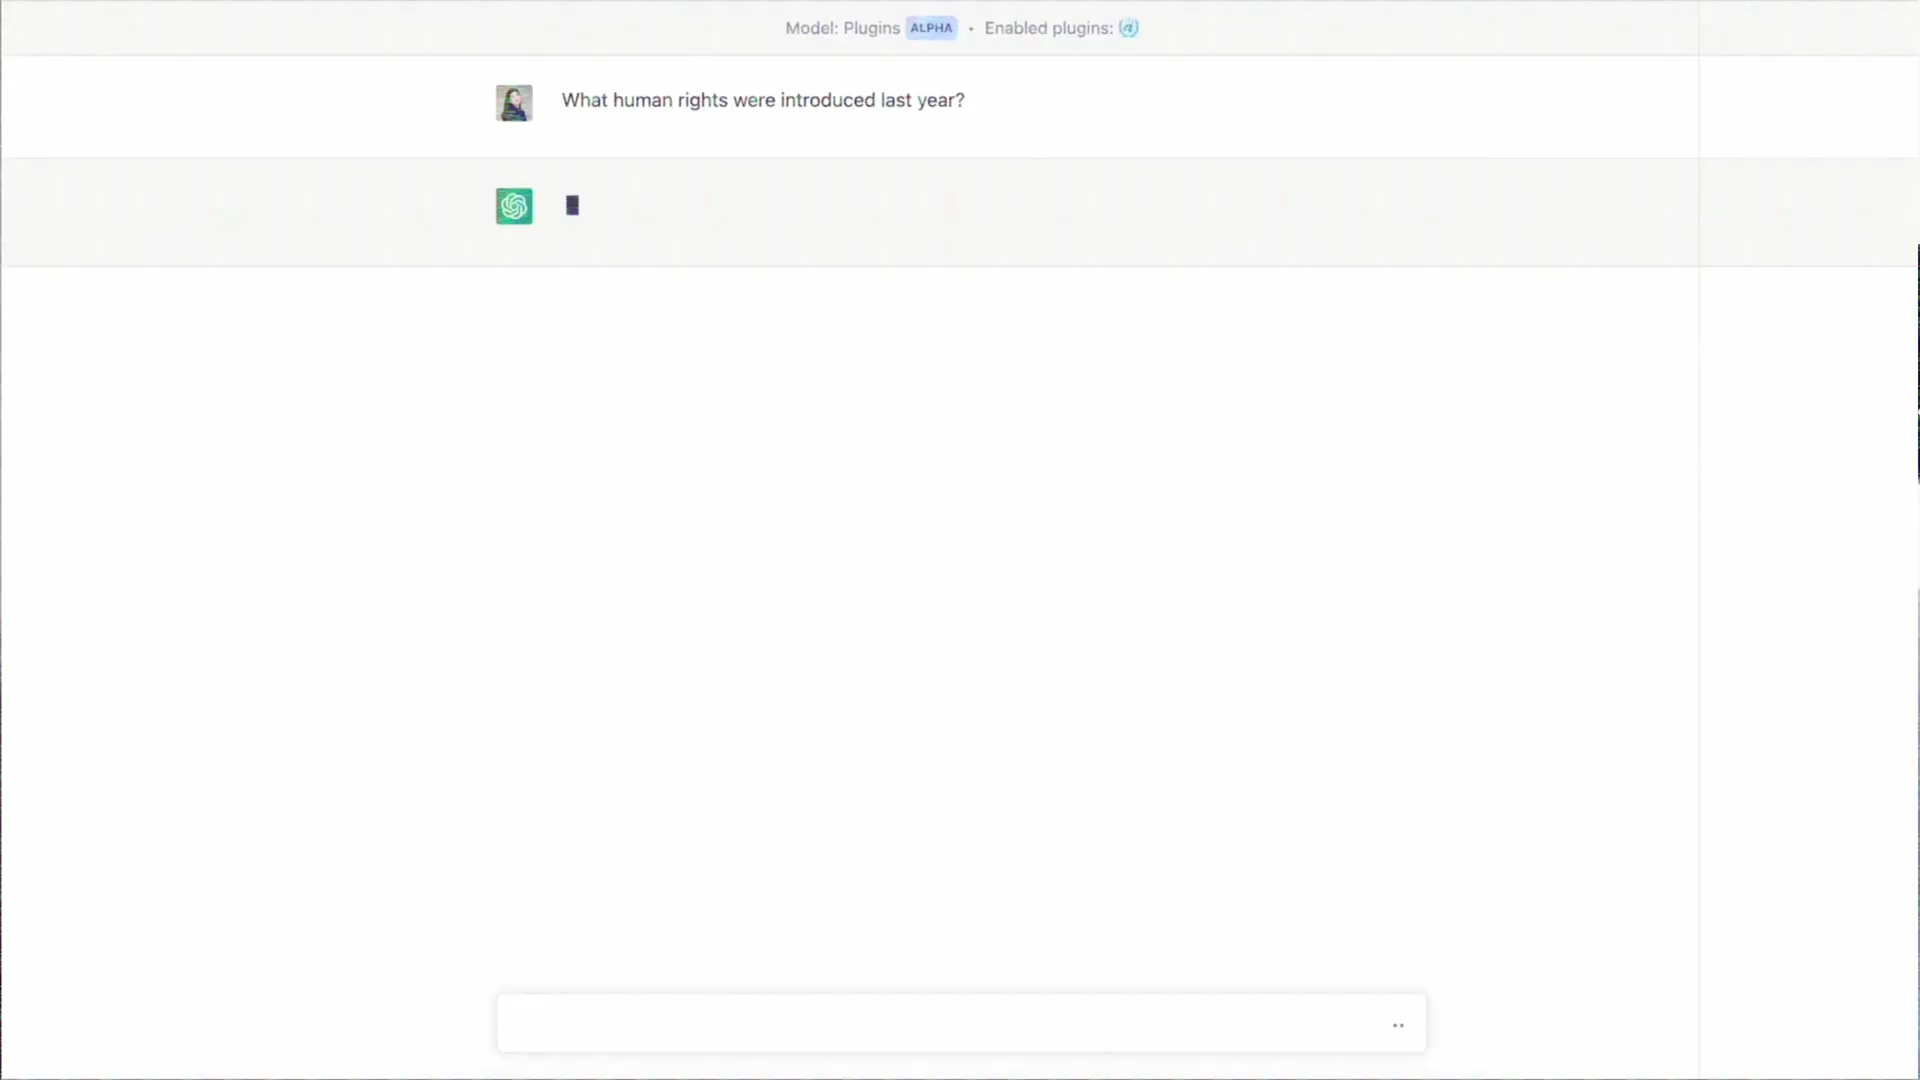 Model: Plugins ALPHA • Enabled plugins:
What human rights were introduced last year?